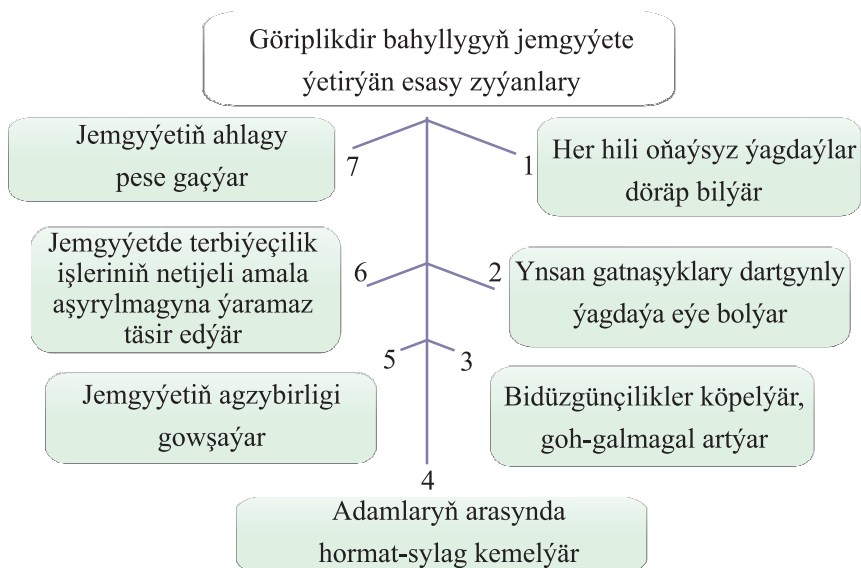 Göriplikdir bahyllygyň jemgyýete
ýetirýän esasy zyýanlary
1
Her hili oňaýsyz ýagdaýlar
döräp bilýär
2
Ynsan gatnaşyklary dartgynly
ýagdaýa eýe bolýar
3
Bidüzgünçilikler köpelýär,
goh-galmagal artýar
4
Adamlaryň arasynda
hormat-sylag kemelýär
5
Jemgyýetiň agzybirligi
gowşaýar
6
Jemgyýetde terbiýeçilik
işleriniň netijeli amala
aşyrylmagyna ýaramaz
täsir edýär
7
Jemgyýetiň ahlagy
pese gaçýar